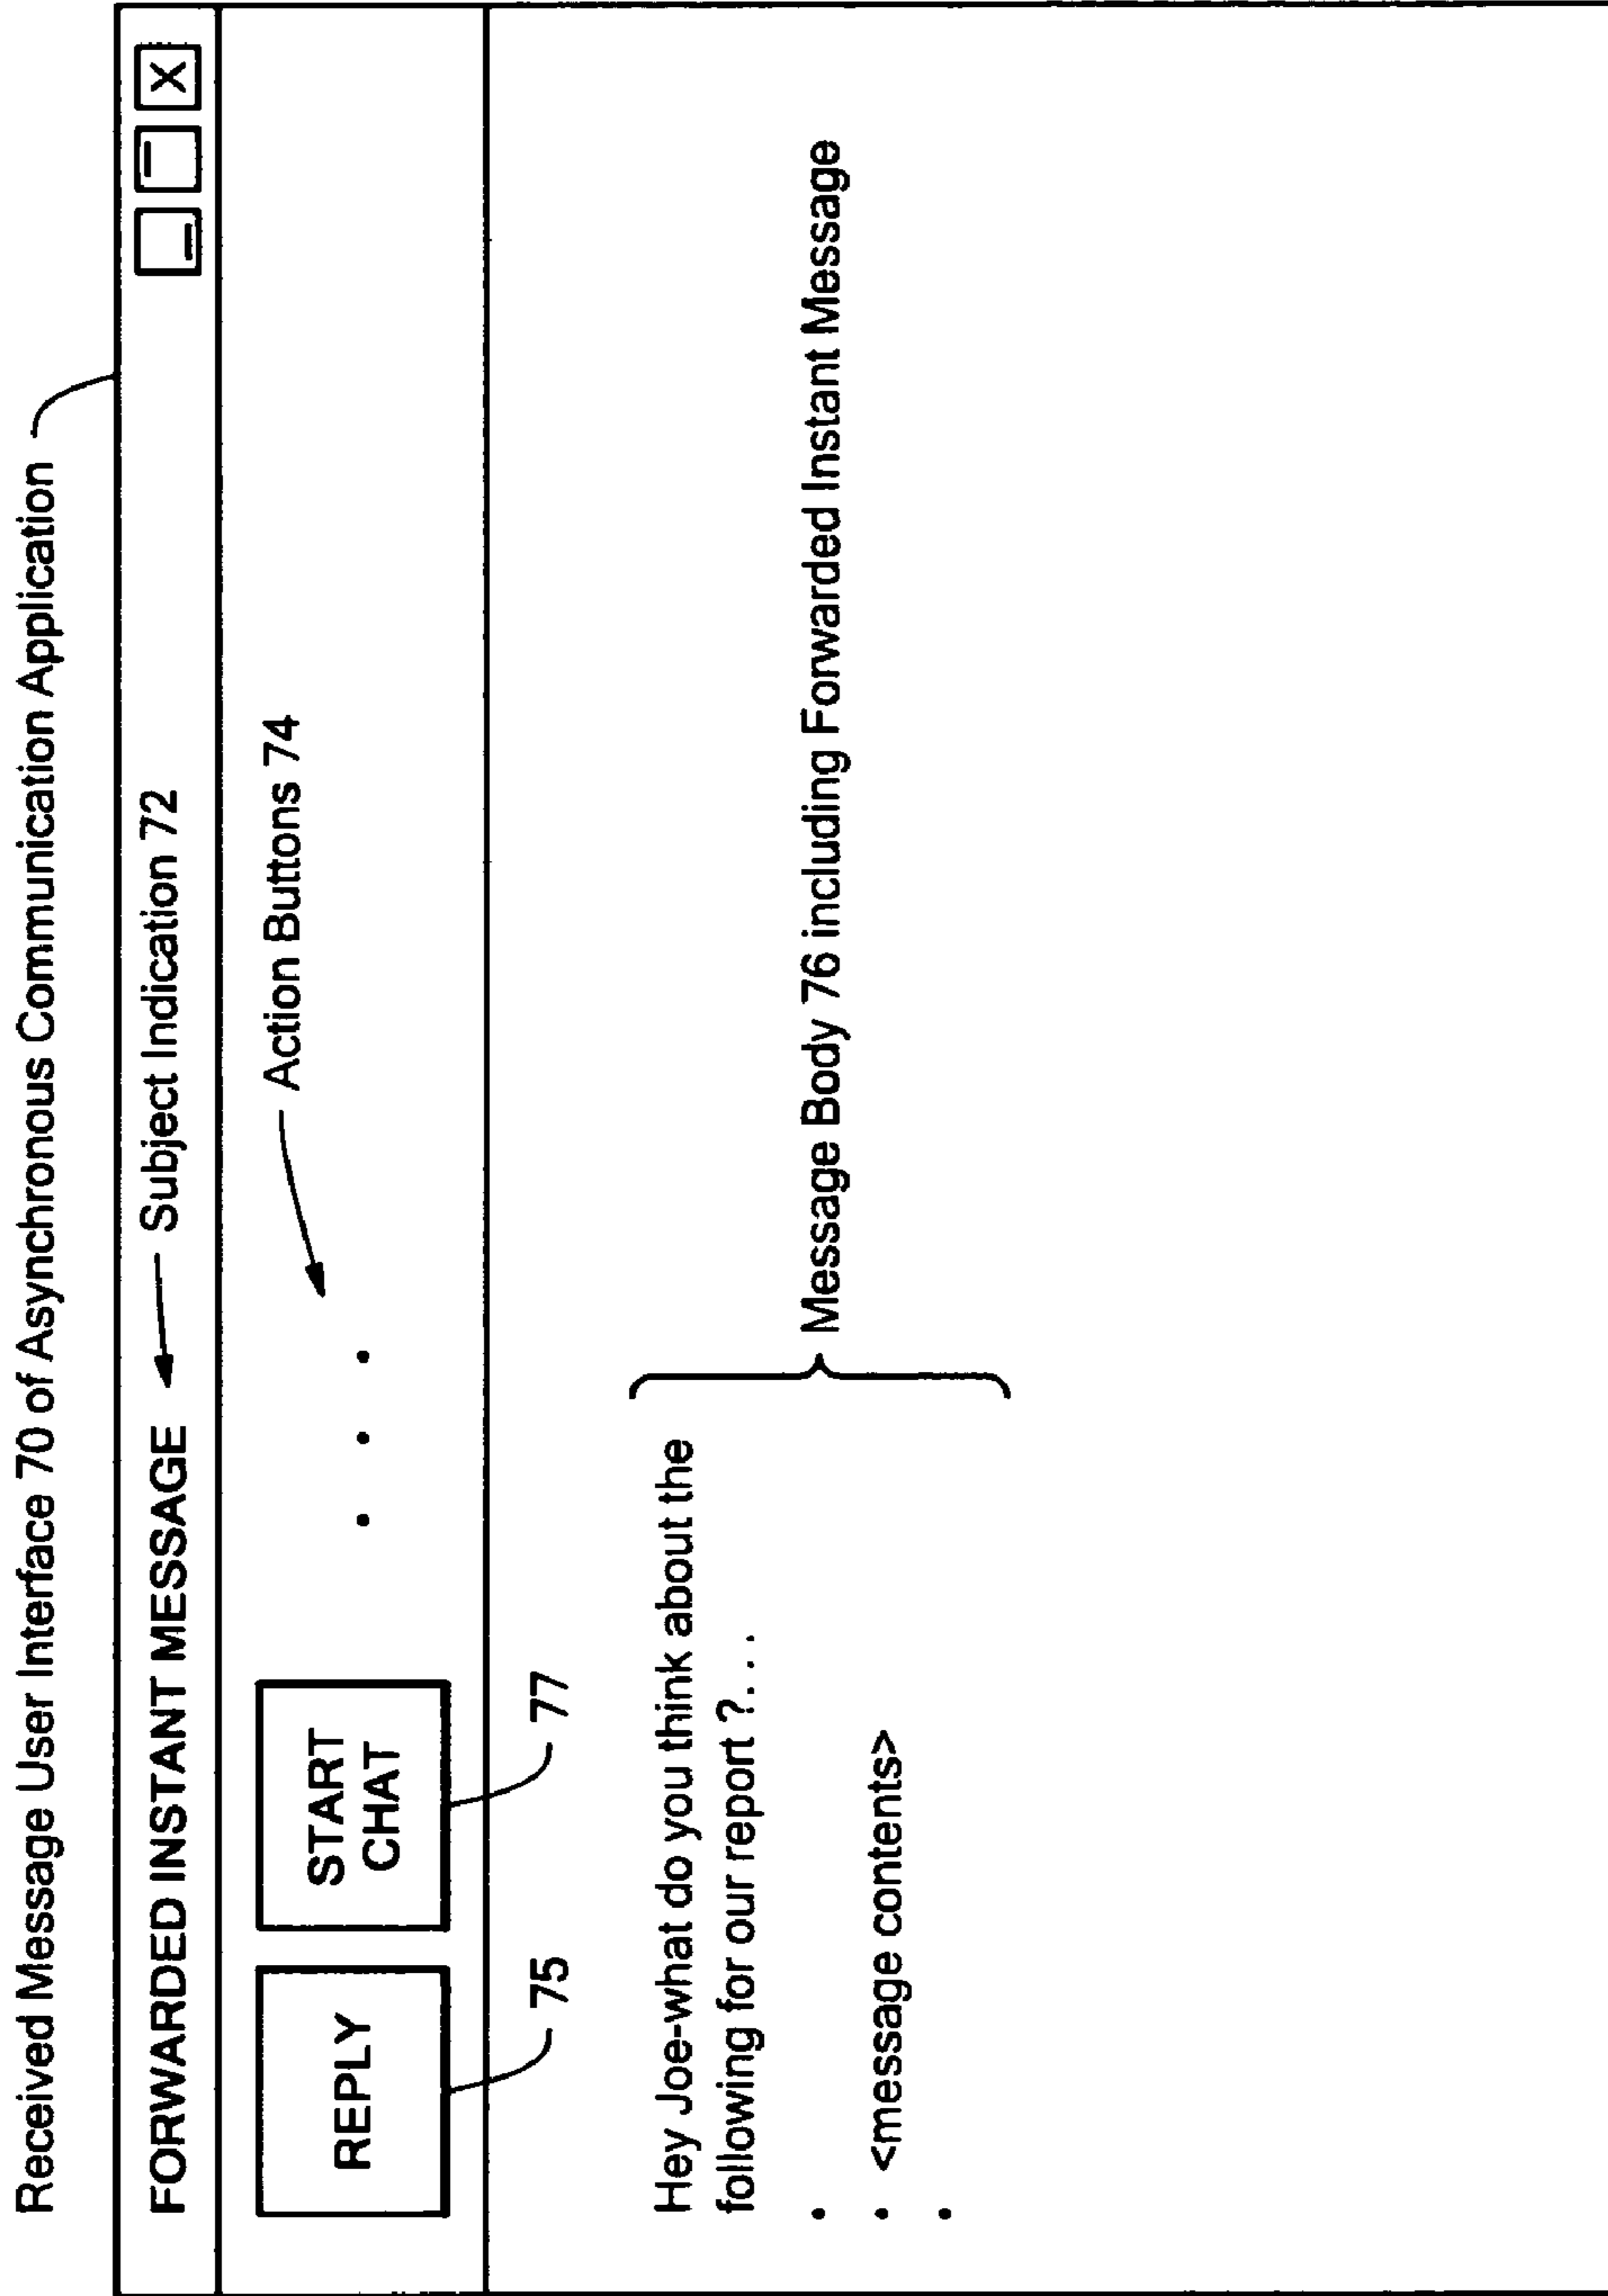 Received Message User Interface 70 of Asynchronous Communication Application
FORWARDED INSTANT MESSAGE
Subject Indication 72
X
REPLY
START
CHAT
. . .
Action Buttons 74
75
77
Hey Joe-what do you think about the
following for our report ?. . . .
<message contents>
Message Body 76 including Forwarded Instant Message